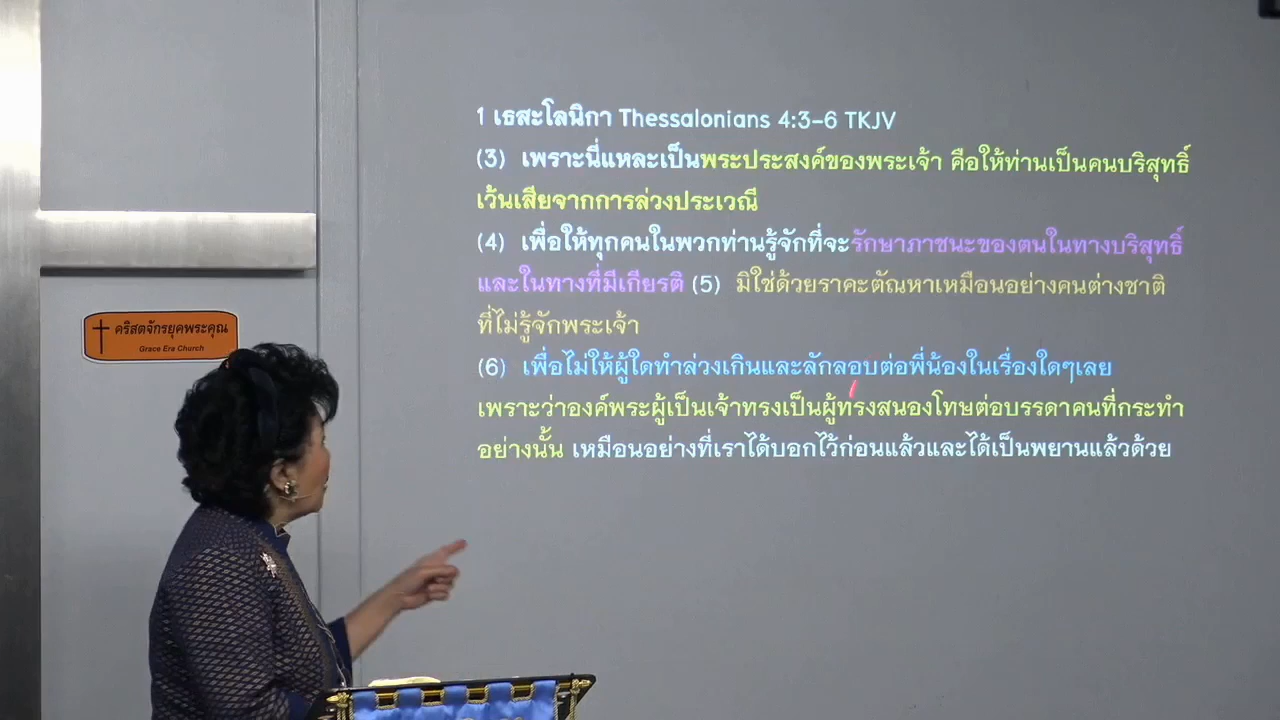 1 เธสะโลนิกา Thessalonians 4:3-6 TKJV
(3) เพราะนี่แหละเป็นพระประสงค์ของพระเจ้า คือให้ท่านเป็นคนบริสุทธิ์
เว้นเสียจากการล่วงประเวณี
(4) เพื่อให้ทุกคนในพวกท่านรู้จักที่จะรักษาภาชนะของตนในทางบริสุทธิ์
และในทางที่มีเกียรติ (5) มิใช่ด้วยราคะตัณหาเหมือนอย่างคนต่างชาติ
ที่ไม่รู้จักพระเจ้า
(6) เพื่อไม่ให้ผู้ใดทำล่วงเกินและลักลอบต่อพี่น้องในเรื่องใดๆเลย
เพราะว่าองค์พระผู้เป็นเจ้าทรงเป็นผู้ทรงสนองโทษต่อบรรดาคนที่กระทำ
อย่างนั้น เหมือนอย่างที่เราได้บอกไว้ก่อนแล้วและได้เป็นพยานแล้วด้วย
คริสตจักรยุคพระคุณ
Grace Era Church